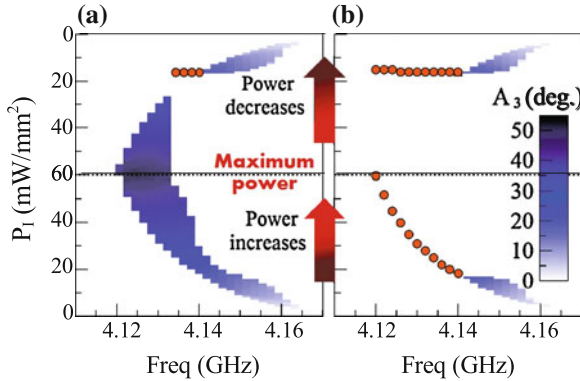 (a)
(b)
0
20
40
60
40
20
0
P₁ (mW/mm²)
Power
decreases
Maximum
power
Power
increases
A₃ (deg.)
50
40
30
20
10
0
4.12 4.14 4.16
4.12 4.14 4.16
Freq (GHz)
Freq (GHz)